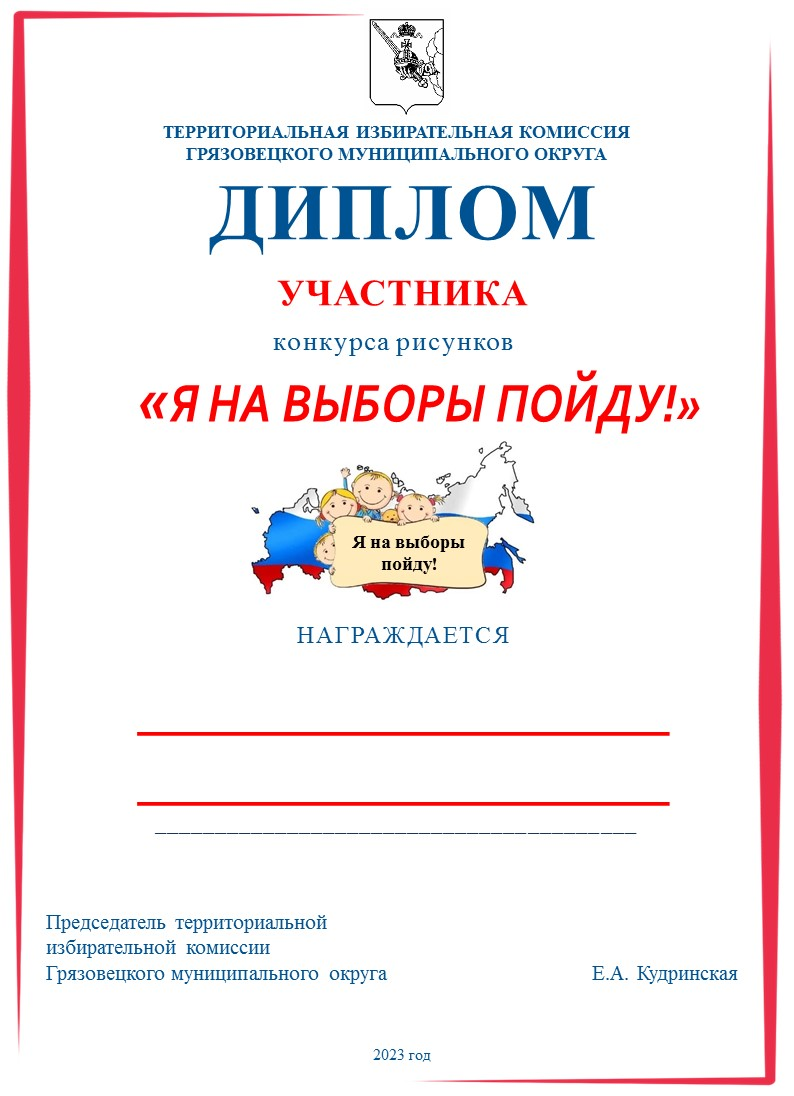 ТЕРРИТОРИАЛЬНАЯ ИЗБИРАТЕЛЬНАЯ КОМИССИЯ
ГРЯЗОВЕЦКОГО МУНИЦИПАЛЬНОГО ОКРУГА
ДИПЛОМ
УЧАСТНИКА
конкурса рисунков
«Я НА ВЫБОРЫ ПОЙДУ!»
Я на выборы
пойду!
НАГРАЖДАЕТСЯ
Председатель территориальной
избирательной комиссии
Грязовецкого муниципального округа Е.А. Кудринская
2023 год